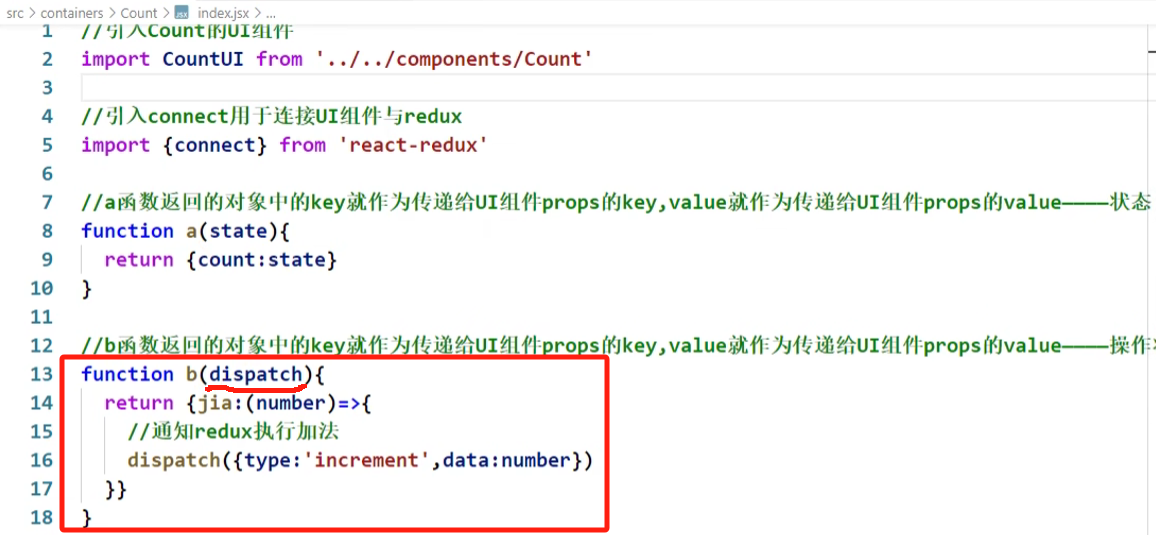 src > containers > Count > JSX index.jsx > ...
1 //引入Count的UI组件
2 import CountUI from '../../components/Count'
3
4 //引入connect用于连接UI组件与redux
5 import {connect} from 'react-redux'
6
7 //a函数返回的对象中的key就作为传递给UI组件props的key,value就作为传递给UI组件props的value————状态
8 function a(state){
9 return {count:state}
10 }
11
12 //b函数返回的对象中的key就作为传递给UI组件props的key,value就作为传递给UI组件props的value————操作
13 function b(dispatch){
14 return {jia:(number)=>{
15 //通知redux执行加法
16 dispatch({type:'increment',data:number})
17 }}
18 }